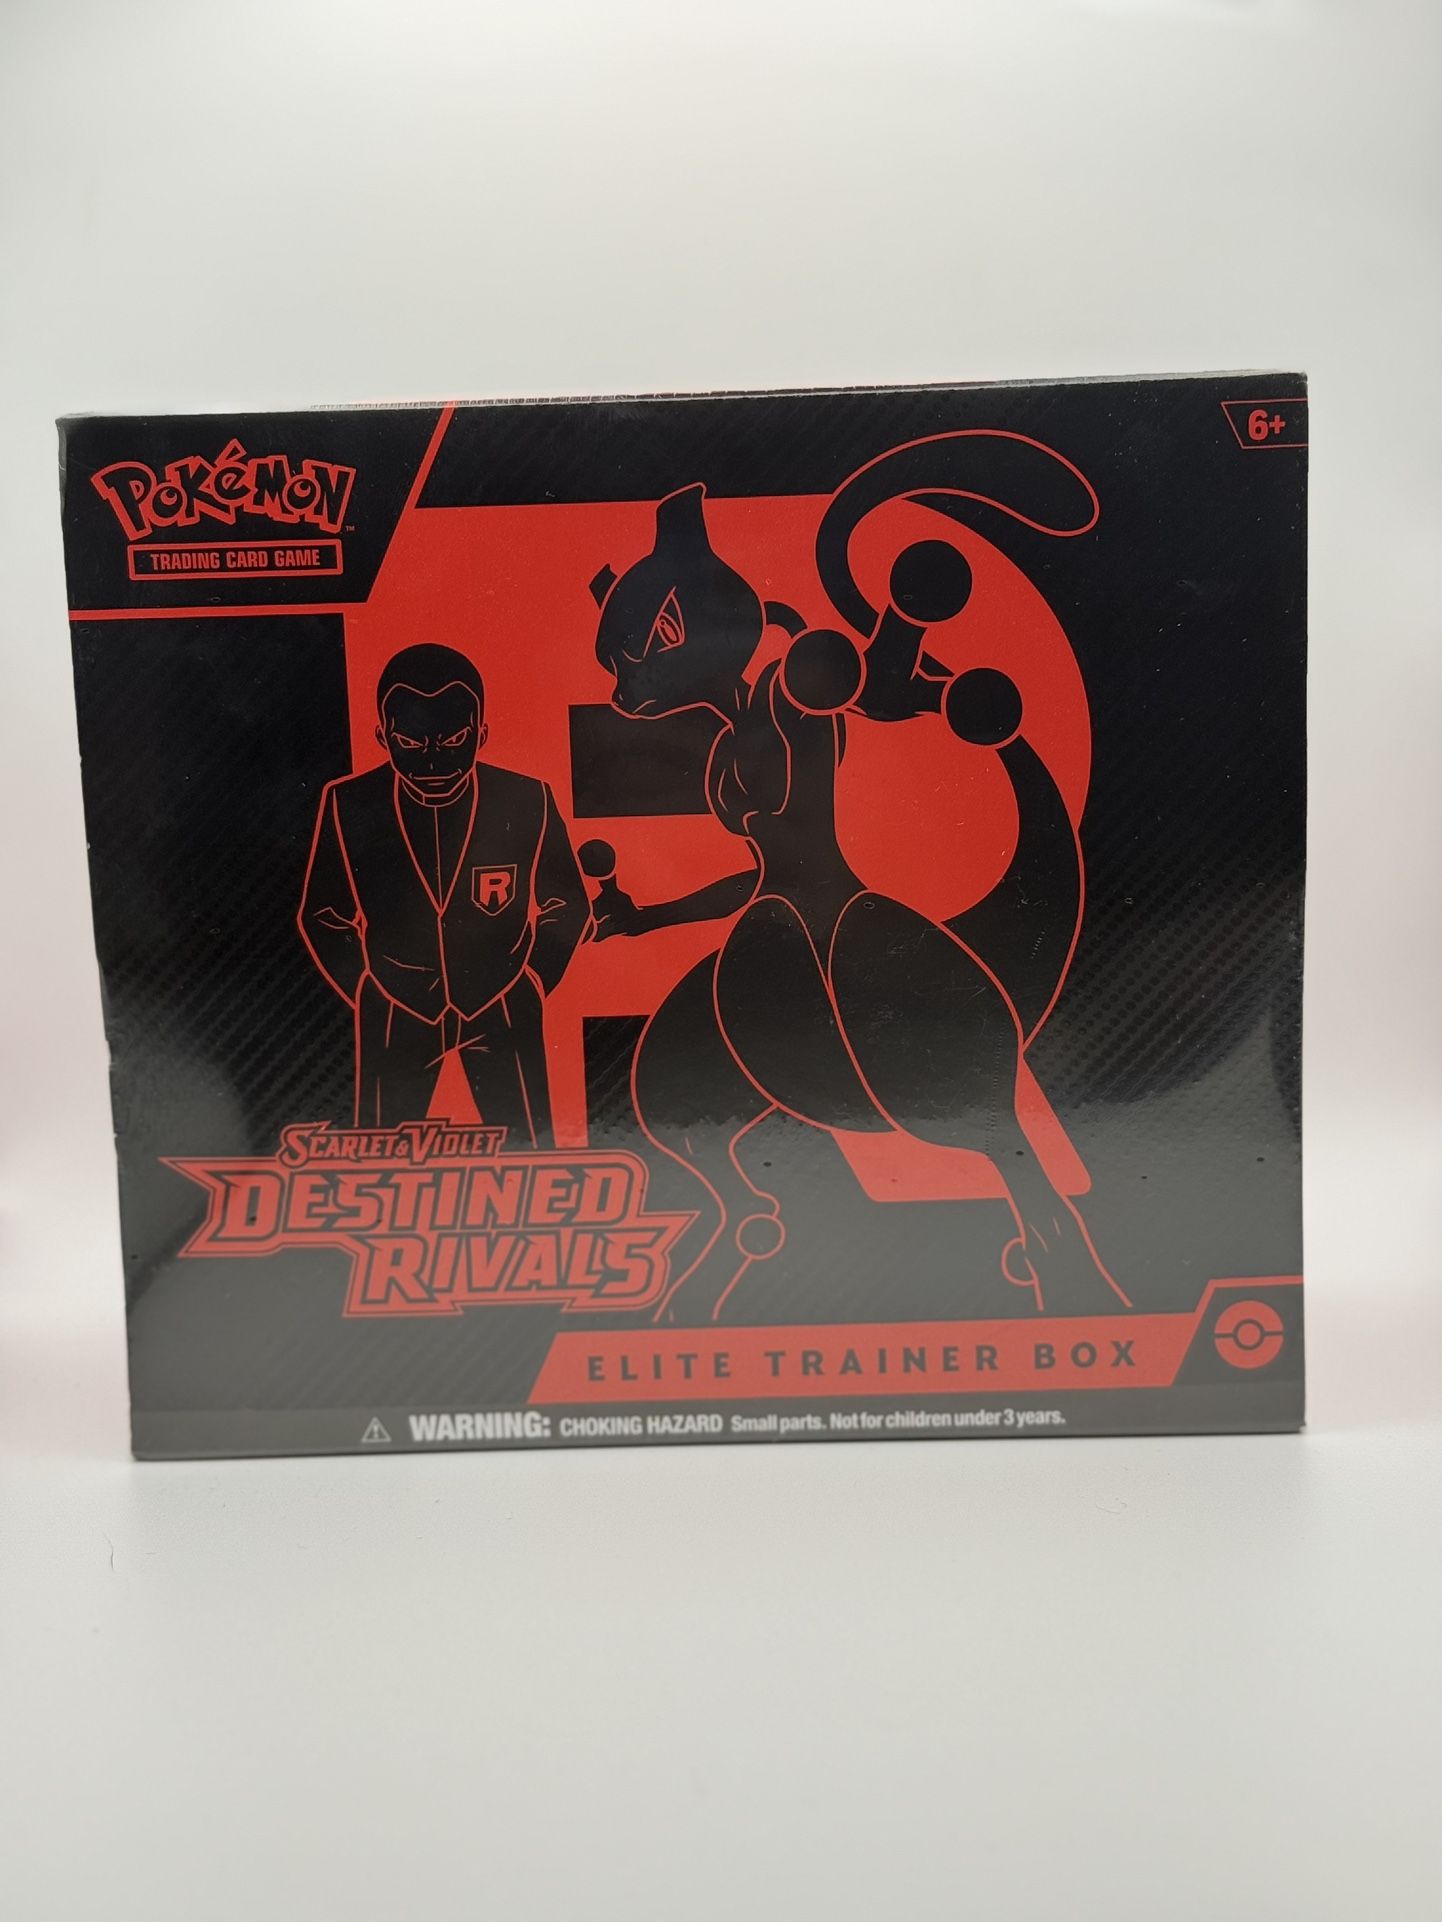 POKéMON™
TRADING CARD GAME
6+
R
SCARLET & VIOLET
DESTINED
RIVALS
ELITE TRAINER BOX
WARNING: CHOKING HAZARD Small parts. Not for children under 3 years.